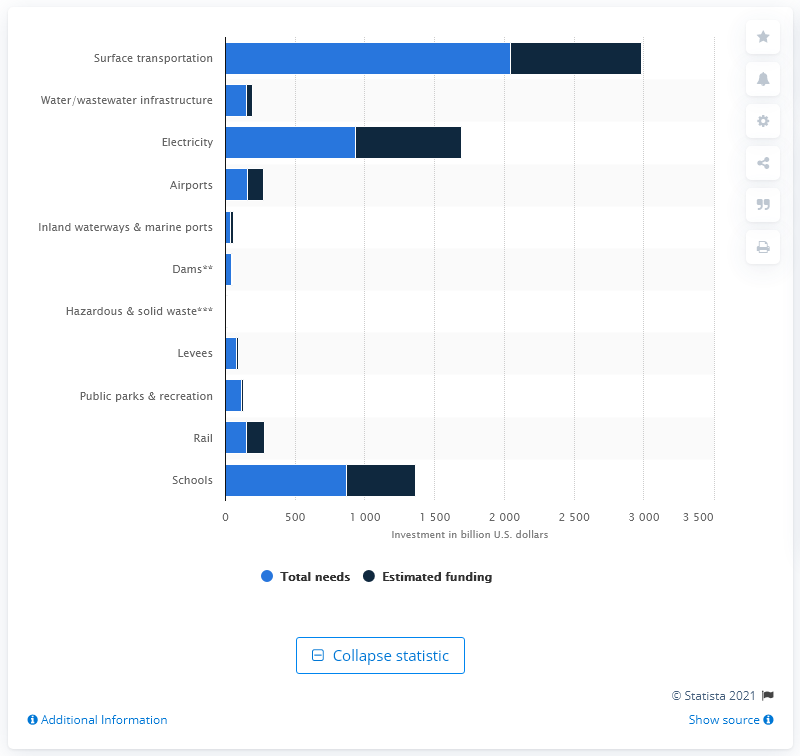 Surface transportation
Water/wastewater infrastructure
Electricity
Airports
Inland waterways & marine ports
Dams**
Hazardous & solid waste***
Levees
Public parks & recreation
Rail
Schools
0 500 1 000 1 500 2 000 2 500 3 000 3 500
Investment in billion U.S. dollars
Total needs Estimated funding
Collapse statistic
© Statista 2021
Additional Information Show source